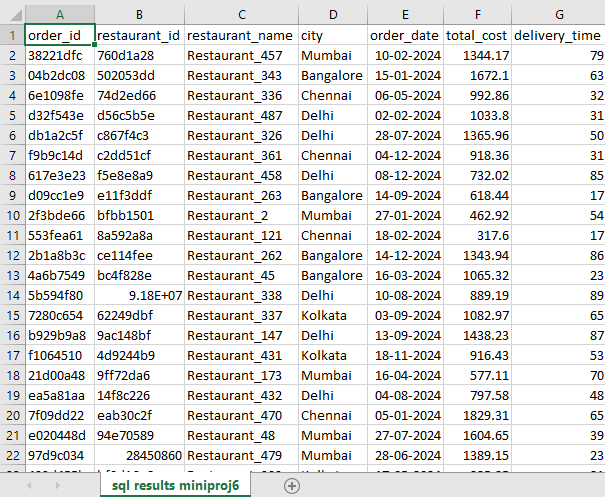 A B C D E F G
1 order_id restaurant_id restaurant_name city order_date total_cost delivery_time
2 38221dfc 760d1a28 Restaurant_457 Mumbai 10-02-2024 1344.17 79
3 04b2dc08 502053dd Restaurant_343 Bangalore 15-01-2024 1672.1 63
4 6e1098fe 74d2ed66 Restaurant_336 Chennai 06-05-2024 992.86 32
5 d32f543e d56c5b5e Restaurant_487 Delhi 02-02-2024 1033.8 31
6 db1a2c5f c867f4c3 Restaurant_326 Delhi 28-07-2024 1365.96 50
7 f9b9c14d c2dd51cf Restaurant_361 Chennai 04-12-2024 918.36 31
8 617e3e23 f5e8e8a9 Restaurant_458 Delhi 08-12-2024 732.02 85
9 d09cc1e9 e11f3ddf Restaurant_263 Bangalore 14-09-2024 618.44 17
10 2f3bde66 bfbb1501 Restaurant_2 Mumbai 27-01-2024 462.92 54
11 553fea61 8a592a8a Restaurant_121 Chennai 18-02-2024 317.6 17
12 2b1a8b3c ce114fee Restaurant_262 Bangalore 14-12-2024 1343.94 86
13 4a6b7549 bc4f828e Restaurant_45 Bangalore 16-03-2024 1065.32 23
14 5b594f80 9.18E+07 Restaurant_338 Delhi 10-08-2024 889.19 89
15 7280c654 62249dbf Restaurant_337 Kolkata 03-09-2024 1082.97 65
16 b929b9a8 9ac148bf Restaurant_147 Delhi 13-09-2024 1438.23 87
17 f1064510 4d9244b9 Restaurant_431 Kolkata 18-11-2024 916.43 53
18 21d00a48 9ff72da6 Restaurant_173 Mumbai 16-04-2024 577.11 70
19 ea5a81aa 14f8c226 Restaurant_432 Delhi 04-08-2024 797.58 48
20 7f09dd22 eab30c2f Restaurant_470 Chennai 05-01-2024 1829.31 65
21 e020448d 94e70589 Restaurant_48 Mumbai 27-07-2024 1604.65 39
22 97d9c034 28450860 Restaurant_479 Mumbai 28-06-2024 1389.15 23
sql results miniproj6